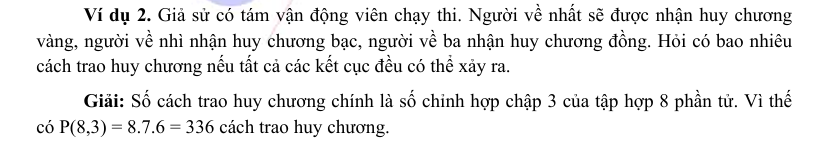 Ví dụ 2. Giả sử có tám vận động viên chạy thi. Người về nhất sẽ được nhận huy chương
vàng, người về nhì nhận huy chương bạc, người về ba nhận huy chương đồng. Hỏi có bao nhiêu
cách trao huy chương nếu tất cả các kết cục đều có thể xảy ra.
Giải: Số cách trao huy chương chính là số chỉnh hợp chập 3 của tập hợp 8 phần tử. Vì thế
có P(8,3) = 8.7.6 = 336 cách trao huy chương.